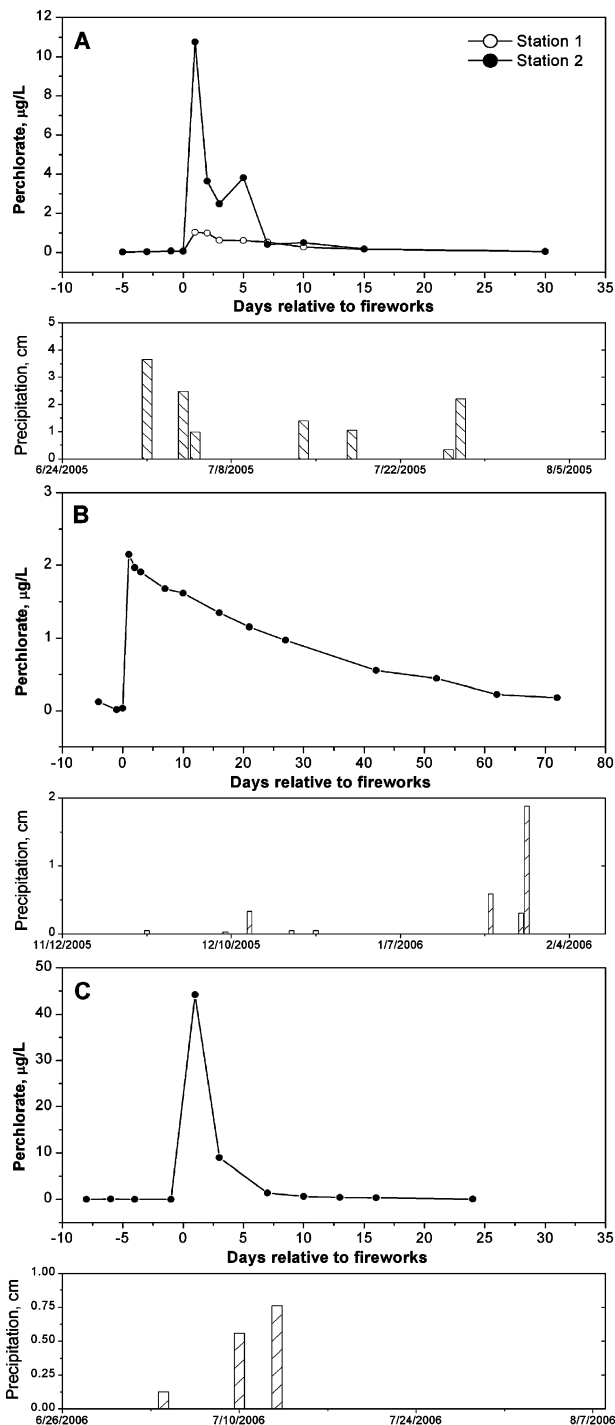 A
Station 1
Station 2
Perchlorate, µg/L
12
10
8
6
4
2
0
-10 -5 0 5 10 15 20 25 30 35
Days relative to fireworks
Precipitation, cm
5
4
3
2
1
0
6/24/2005 7/8/2005 7/22/2005 8/5/2005
B
Perchlorate, µg/L
3
2
1
0
-10 0 10 20 30 40 50 60 70 80
Days relative to fireworks
Precipitation, cm
2
1
0
11/12/2005 12/10/2005 1/7/2006 2/4/2006
C
Perchlorate, µg/L
50
40
30
20
10
0
-10 -5 0 5 10 15 20 25 30 35
Days relative to fireworks
Precipitation, cm
1.00
0.75
0.50
0.25
0.00
6/26/2006 7/10/2006 7/24/2006 8/7/2006